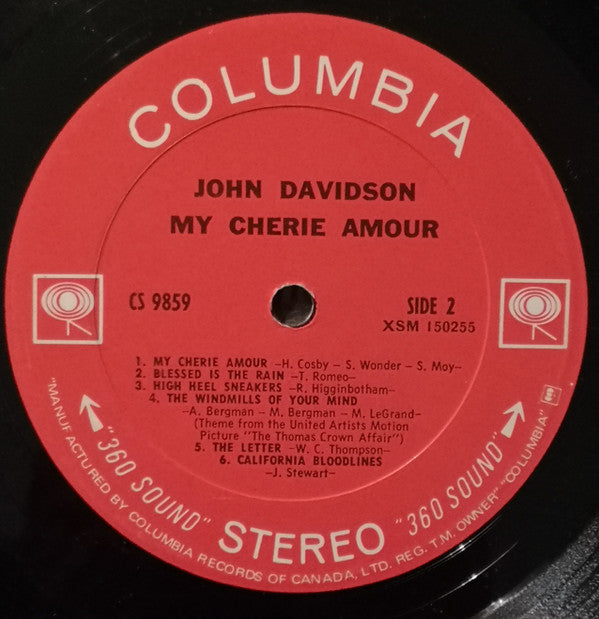 COLUMBIA
JOHN DAVIDSON
MY CHERIE AMOUR
CS 9859
SIDE 2
XSM 150255
1. MY CHERIE AMOUR –H. Cosby – S. Wonder – S. Moy–
2. BLESSED IS THE RAIN –T. Romeo–
3. HIGH HEEL SNEAKERS –R. Higginbotham–
4. THE WINDMILLS OF YOUR MIND
–A. Bergman – M. Bergman – M. LeGrand–
(Theme from the United Artists Motion
Picture "The Thomas Crown Affair")
5. THE LETTER –W. C. Thompson–
6. CALIFORNIA BLOODLINES
–J. Stewart–
"360 SOUND" STEREO "360 SOUND"
"MANUFACTURED BY COLUMBIA RECORDS OF CANADA, LTD. REG. T.M. OWNER" "COLUMBIA"